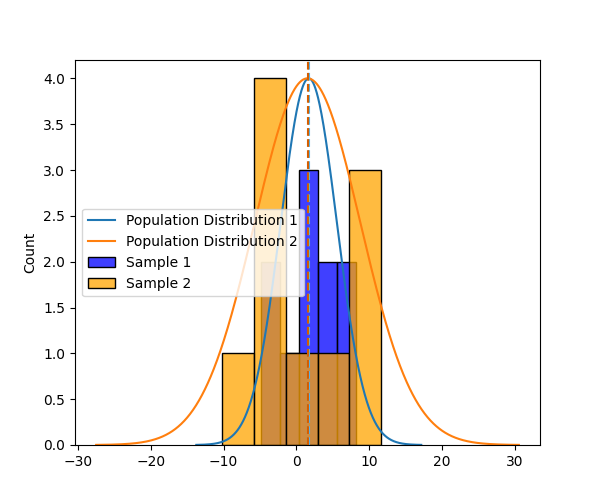 4.0
3.5
3.0
2.5
2.0
1.5
1.0
0.5
0.0
Count
Population Distribution 1
Population Distribution 2
Sample 1
Sample 2
−30 −20 −10 0 10 20 30